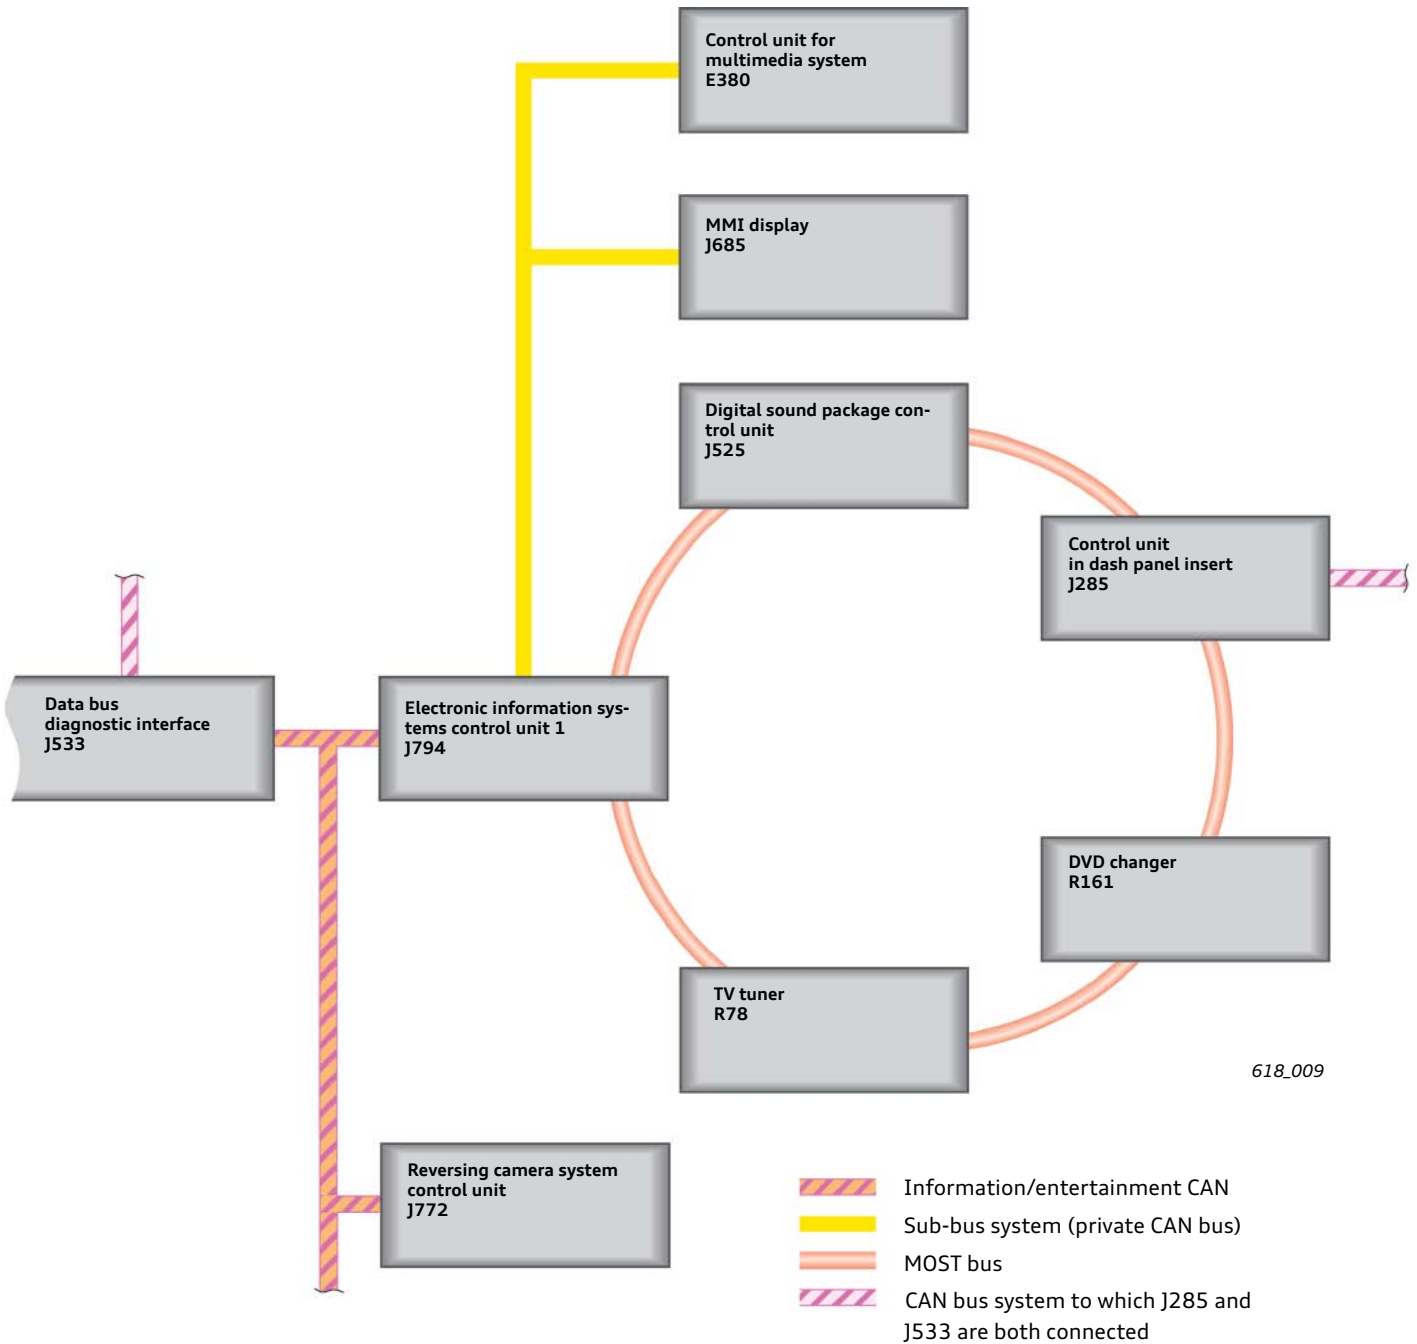 Control unit for
multimedia system
E380
MMI display
J685
Digital sound package con-
trol unit
J525
Control unit
in dash panel insert
J285
Data bus
diagnostic interface
J533
Electronic information sys-
tems control unit 1
J794
DVD changer
R161
TV tuner
R78
618_009
Reversing camera system
control unit
J772
Information/entertainment CAN
Sub-bus system (private CAN bus)
MOST bus
CAN bus system to which J285 and
J533 are both connected